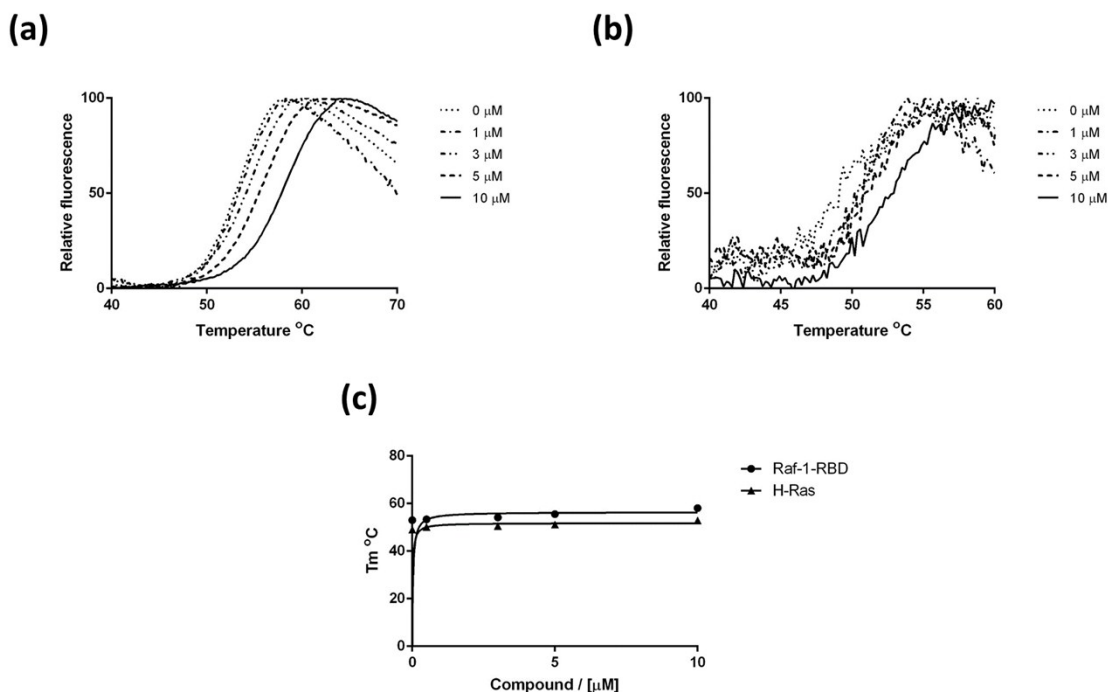 (a)
Relative fluorescence
100
50
0
40
50
60
70
Temperature °C
0 μM
1 μM
3 μM
5 μM
10 μM
(b)
Relative fluorescence
100
50
0
40
45
50
55
60
Temperature °C
0 μM
1 μM
3 μM
5 μM
10 μM
(c)
Tm °C
80
60
40
20
0
0
5
10
Compound / [μM]
Raf-1-RBD
H-Ras